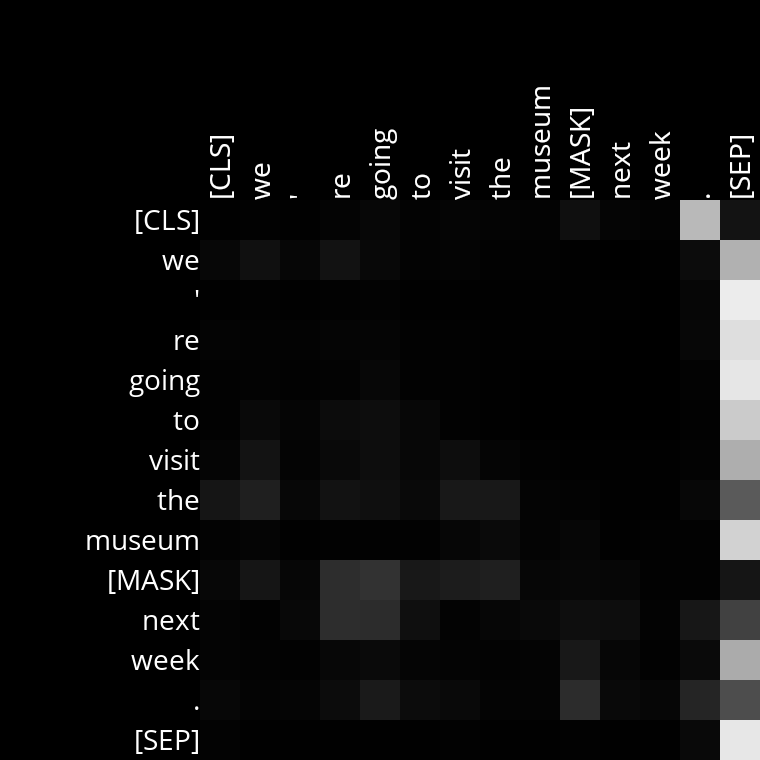 [CLS] we ' re going to visit the museum [MASK] next week . [SEP]
[CLS]
we
'
re
going
to
visit
the
museum
[MASK]
next
week
.
[SEP]